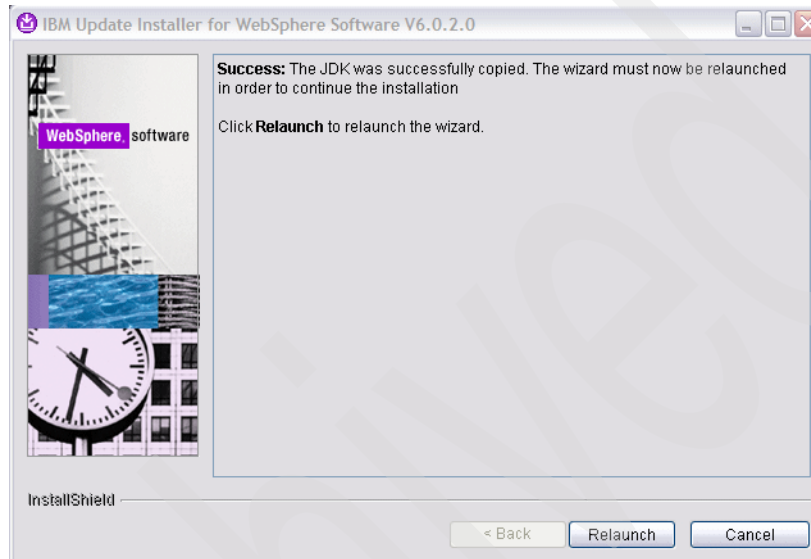 IBM Update Installer for WebSphere Software V6.0.2.0
Success: The JDK was successfully copied. The wizard must now be relaunched
in order to continue the installation
Click Relaunch to relaunch the wizard.
WebSphere. software
InstallShield
< Back
Relaunch
Cancel